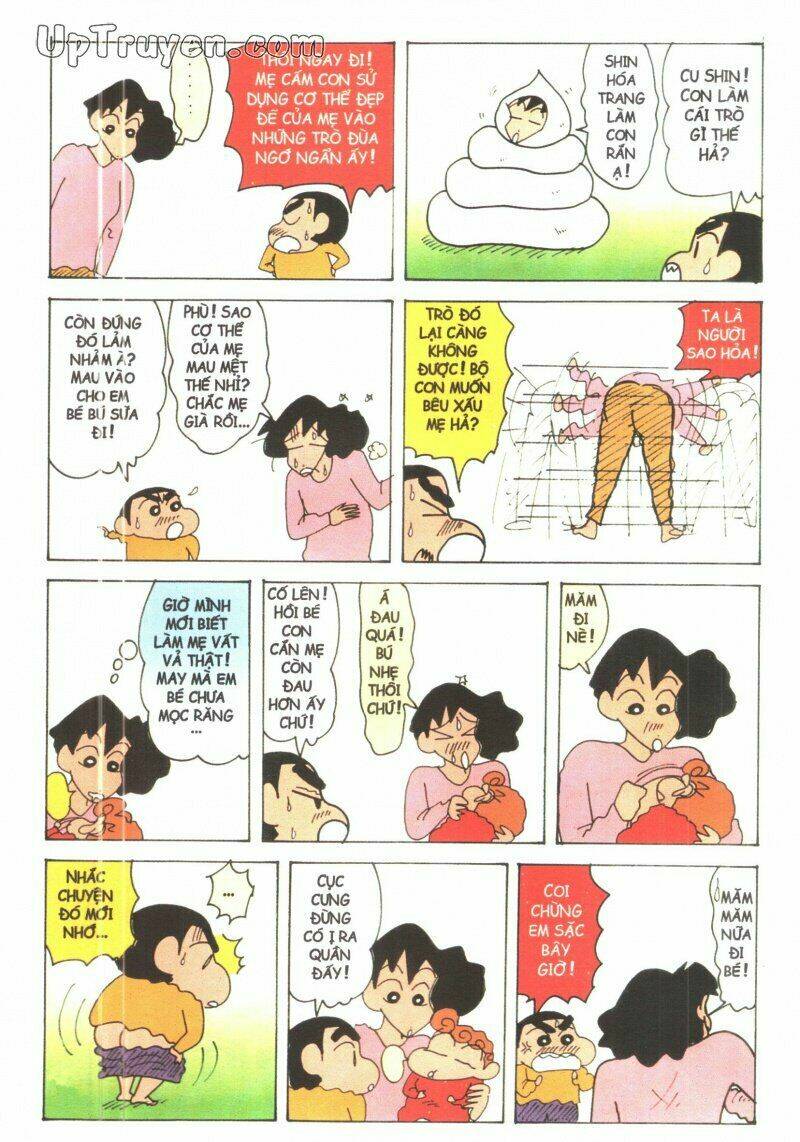 UpTruyen.com
CU SHIN!
CON LÀM
CÁI TRÒ
GÌ THẾ
HẢ?
SHIN
HÓA
TRANG
LÀM
CON
RẮN
Ạ!
THÔI NGAY ĐI!
MẸ CẤM CON SỬ
DỤNG CƠ THỂ ĐẸP
ĐẼ CỦA MẸ VÀO
NHỮNG TRÒ ĐÙA
NGỚ NGẨN ẤY!
......
TA LÀ
NGƯỜI
SAO HỎA!
TRÒ ĐÓ
LẠI CÀNG
KHÔNG
ĐƯỢC! BỘ
CON MUỐN
BÊU XẤU
MẸ HẢ?
PHÙ! SAO
CƠ THỂ
CỦA MẸ
MAU MỆT
THẾ NHỈ?
CHẮC MẸ
GIÀ RỒI...
CÒN ĐỨNG
ĐÓ LẢM
NHẢM À?
MAU VÀO
CHO EM
BÉ BÚ SỮA
ĐI!
MĂM
ĐI
NÈ!
Á
ĐAU
QUÁ!
BÚ
NHẸ
THÔI
CHỨ!
CỐ LÊN!
HỒI BÉ
CON
CẮN MẸ
CÒN
ĐAU
HƠN ẤY
CHỨ!
GIỜ MÌNH
MỚI BIẾT
LÀM MẸ VẤT
VẢ THẬT!
MAY MÀ EM
BÉ CHƯA
MỌC RĂNG
...
MĂM
MĂM
NỮA
ĐI
BÉ!
COI
CHỪNG
EM SẶC
BÂY
GIỜ!
CỤC
CƯNG
ĐỪNG
CÓ Ị RA
QUẦN
ĐẤY!
...
NHẮC
CHUYỆN
ĐÓ MỚI
NHỚ...